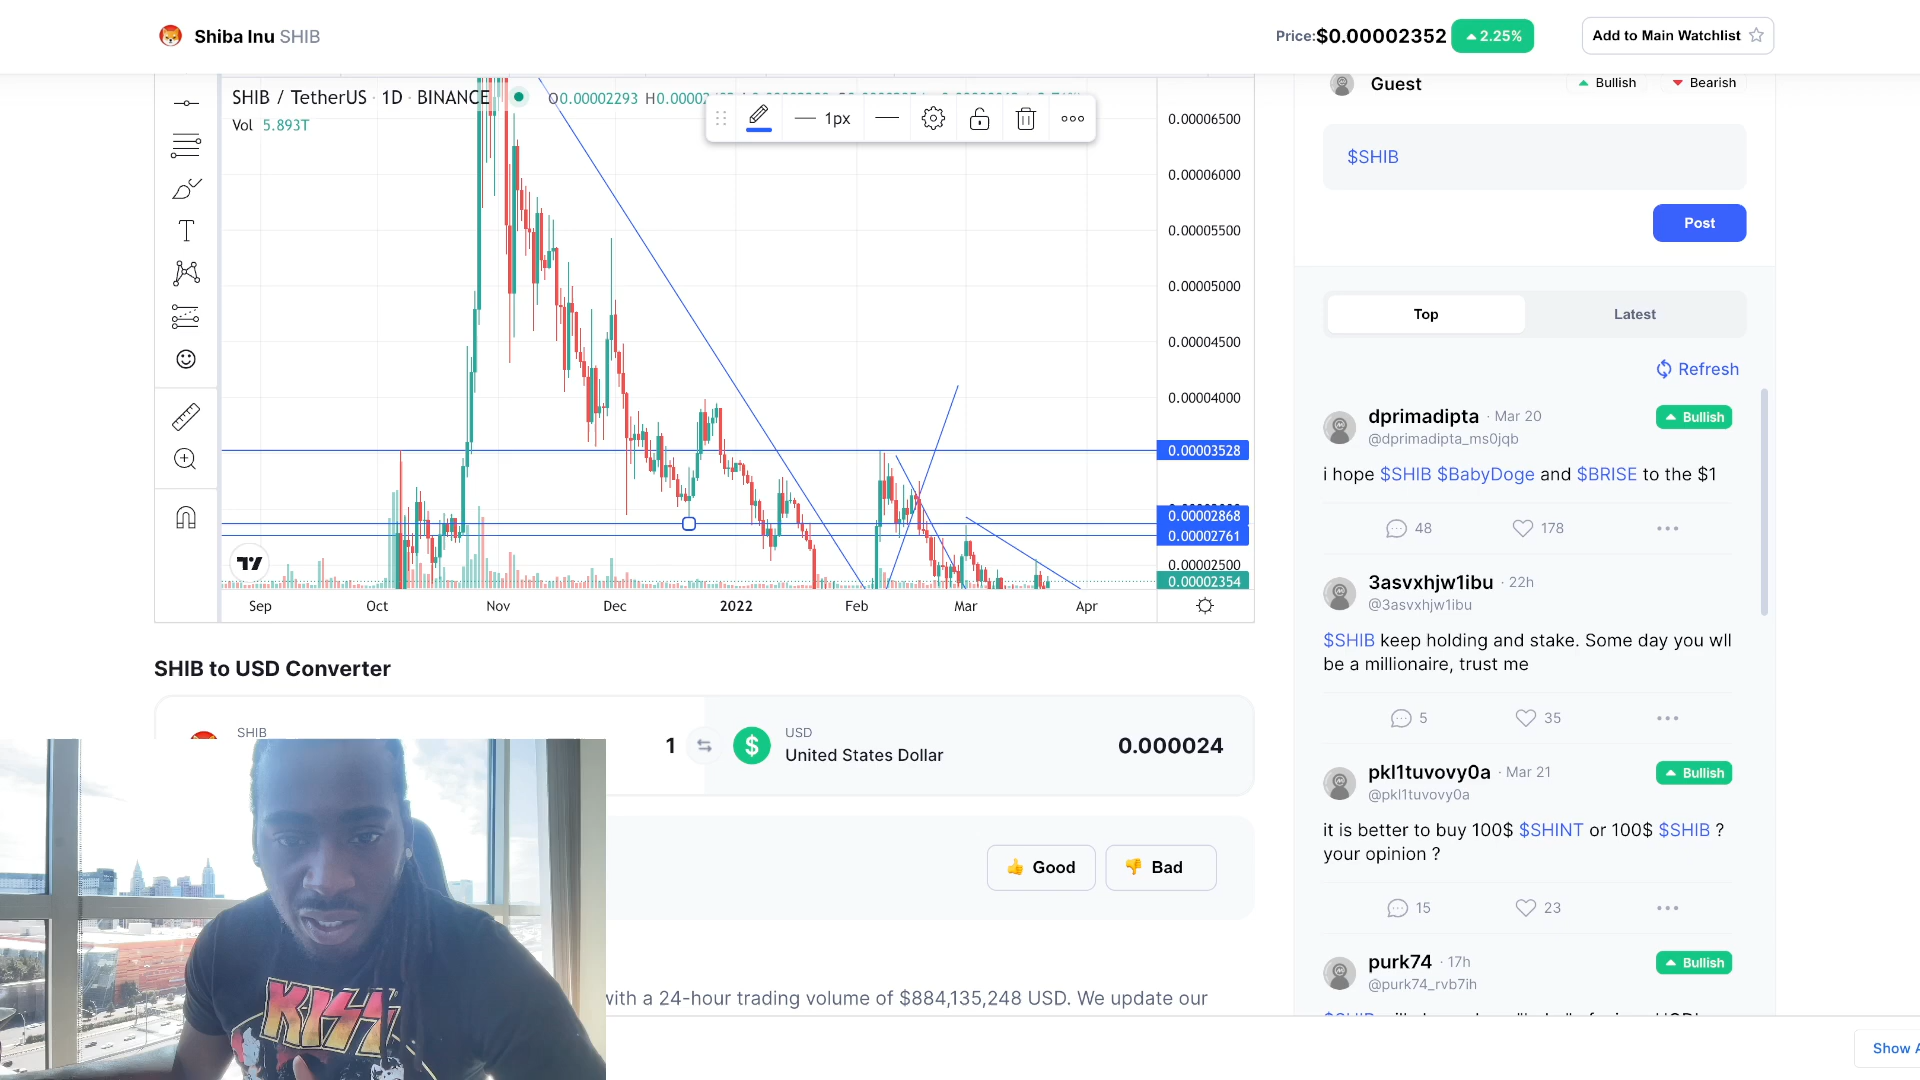 Shiba Inu SHIB
Price:$0.00002352
2.25%
Add to Main Watchlist
SHIB / TetherUS · 1D · BINANCE
O0.00002293
Vol 5.893T
1px
0.00006500
0.00006000
0.00005500
0.00005000
0.00004500
0.00004000
0.00003528
0.00002868
0.00002761
0.00002500
0.00002354
Sep
Oct
Nov
Dec
2022
Feb
Mar
Apr
SHIB to USD Converter
SHIB
1
USD
United States Dollar
0.000024
Good
Bad
with a 24-hour trading volume of $884,135,248 USD. We update our
KISS
Guest
Bullish
Bearish
$SHIB
Post
Top
Latest
Refresh
dprimadipta · Mar 20
Bullish
@dprimadipta_ms0jqb
i hope $SHIB $BabyDoge and $BRISE to the $1
48
178
3asvxhjw1ibu · 22h
@3asvxhjw1ibu
$SHIB keep holding and stake. Some day you wll
be a millionaire, trust me
5
35
pkl1tuvovy0a · Mar 21
Bullish
@pkl1tuvovy0a
it is better to buy 100$ $SHINT or 100$ $SHIB ?
your opinion ?
15
23
purk74 · 17h
Bullish
@purk74_rvb7ih
Show